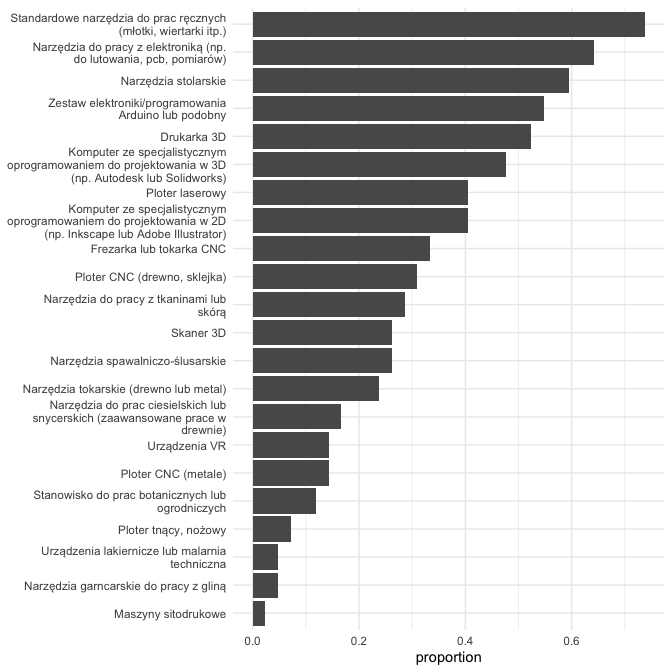 Standardowe narzędzia do prac ręcznych
(młotki, wiertarki itp.)
Narzędzia do pracy z elektroniką (np.
do lutowania, pcb, pomiarów)
Narzędzia stolarskie
Zestaw elektroniki/programowania
Arduino lub podobny
Drukarka 3D
Komputer ze specjalistycznym
oprogramowaniem do projektowania w 3D
(np. Autodesk lub Solidworks)
Ploter laserowy
Komputer ze specjalistycznym
oprogramowaniem do projektowania w 2D
(np. Inkscape lub Adobe Illustrator)
Frezarka lub tokarka CNC
Ploter CNC (drewno, sklejka)
Narzędzia do pracy z tkaninami lub
skórą
Skaner 3D
Narzędzia spawalniczo-ślusarskie
Narzędzia tokarskie (drewno lub metal)
Narzędzia do prac ciesielskich lub
snycerskich (zaawansowane prace w
drewnie)
Urządzenia VR
Ploter CNC (metale)
Stanowisko do prac botanicznych lub
ogrodniczych
Ploter tnący, nożowy
Urządzenia lakiernicze lub malarnia
techniczna
Narzędzia garncarskie do pracy z gliną
Maszyny sitodrukowe
0.0 0.2 0.4 0.6
proportion